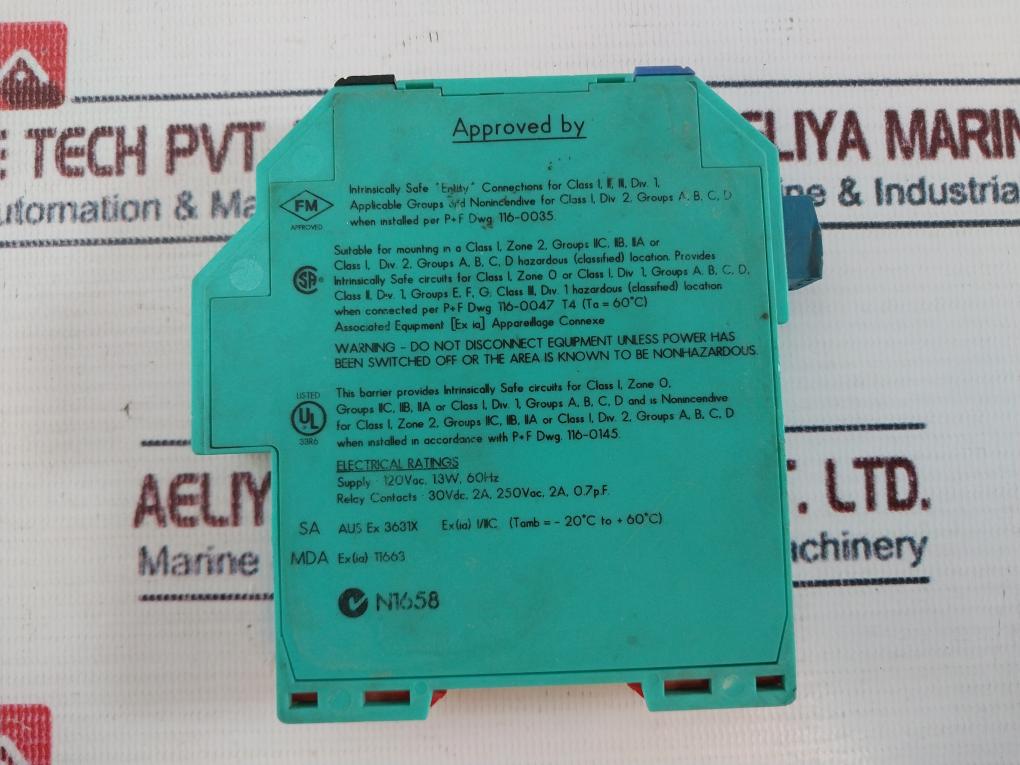 E TECH PVT
AELIYA MARIN
utomation & Ma
ne & Industria
Approved by
FM
APPROVED
Intrinsically Safe "Entity" Connections for Class I, II, III, Div. 1,
Applicable Groups and Nonincendive for Class I, Div 2, Groups A, B, C, D
when installed per P+F Dwg. 116-0035.
SA®
Suitable for mounting in a Class I, Zone 2, Groups IIC, IIB, IIA or
Class I, Div. 2, Groups A, B, C, D hazardous (classified) location. Provides
Intrinsically Safe circuits for Class I, Zone 0 or Class I, Div 1, Groups A, B, C, D,
Class II, Div. 1, Groups E, F, G, Class III, Div. 1 hazardous (classified) location
when connected per P+F Dwg 116-0047 T4 (Ta = 60°C)
Associated Equipment [Ex ia] Appareillage Connexe
WARNING - DO NOT DISCONNECT EQUIPMENT UNLESS POWER HAS
BEEN SWITCHED OFF OR THE AREA IS KNOWN TO BE NONHAZARDOUS.
LISTED
UL
33R6
This barrier provides Intrinsically Safe circuits for Class I, Zone 0,
Groups IIC, IIB, IIA or Class I, Div. 1, Groups A, B, C, D and is Nonincendive
for Class I, Zone 2, Groups IIC, IIB, IIA or Class I, Div. 2, Groups A, B, C, D
when installed in accordance with P+F Dwg. 116-0145.
ELECTRICAL RATINGS
Supply : 120Vac, 1.3W, 60Hz
Relay Contacts : 30Vdc, 2A, 250Vac, 2A, 0.7p.F.
SA AUS Ex 3631X Ex(ia) I/IIC (Tamb = - 20°C to + 60°C)
MDA Ex(ia) 11663
N1658
AELIY
T. LTD.
Marine
achinery